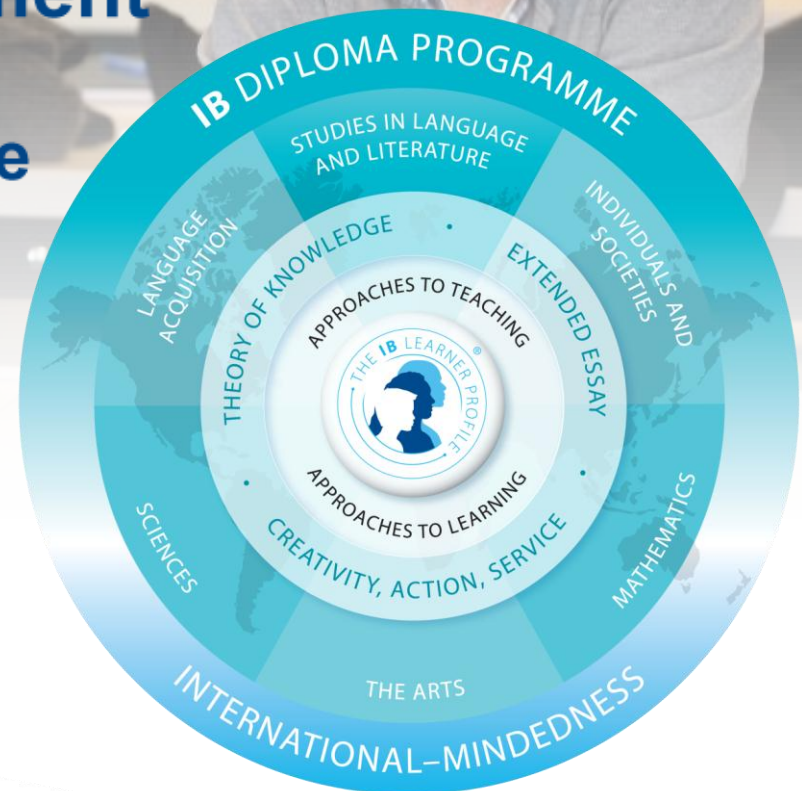 e
IB DIPLOMA PROGRAMME
STUDIES IN LANGUAGE
AND LITERATURE
LANGUAGE
ACQUISITION
INDIVIDUALS AND
SOCIETIES
THEORY OF KNOWLEDGE
·
EXTENDED ESSAY
APPROACHES TO TEACHING
THE IB LEARNER PROFILE ®
APPROACHES TO LEARNING
·
CREATIVITY, ACTION, SERVICE
·
SCIENCES
MATHEMATICS
THE ARTS
INTERNATIONAL–MINDEDNESS